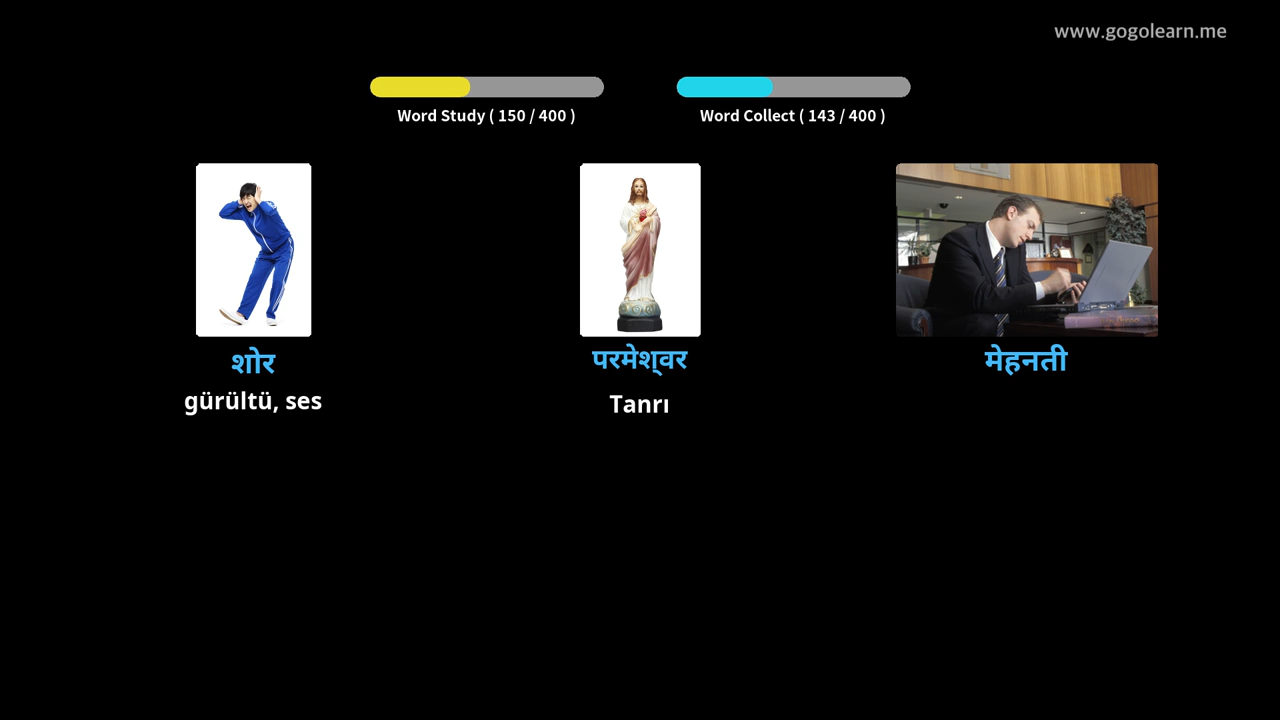 www.gogolearn.me
Word Study ( 150 / 400 )
Word Collect ( 143 / 400 )
शोर
gürültü, ses
परमेश्‌वर
Tanrı
मेहनती